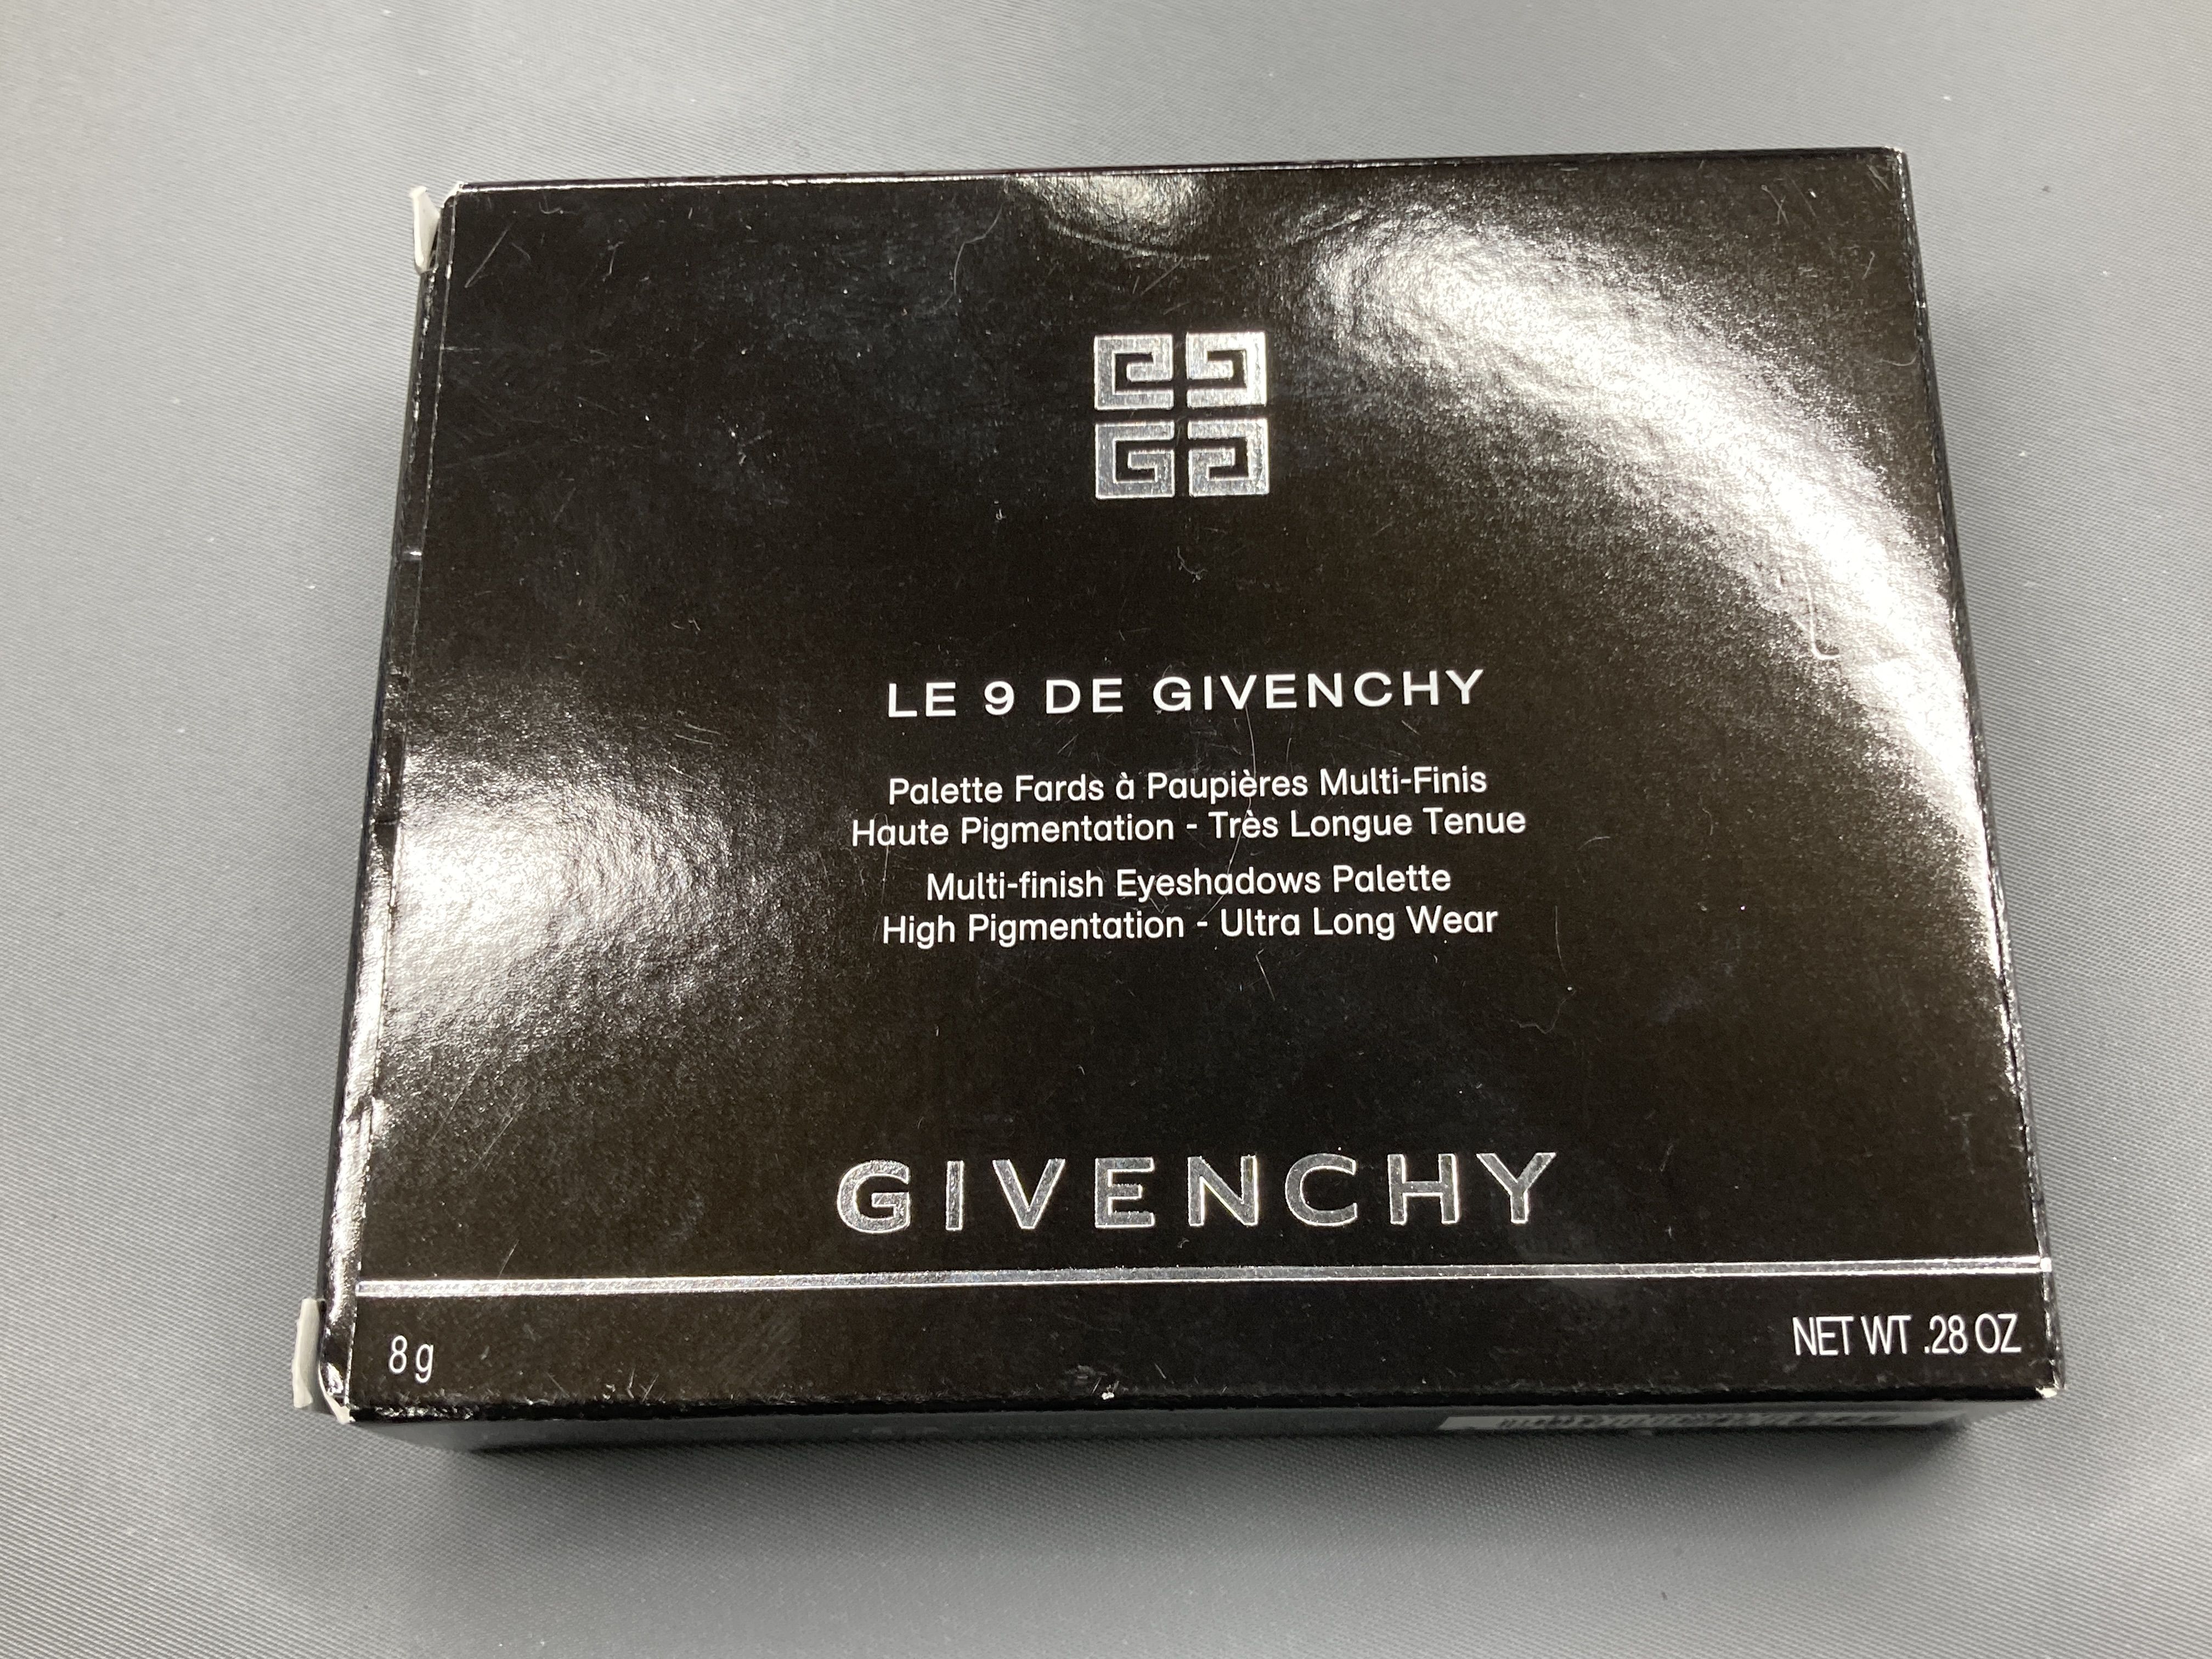 LE 9 DE GIVENCHY
Palette Fards à Paupières Multi-Finis
Haute Pigmentation - Très Longue Tenue
Multi-finish Eyeshadows Palette
High Pigmentation - Ultra Long Wear
GIVENCHY
8 g
NET WT .28 OZ